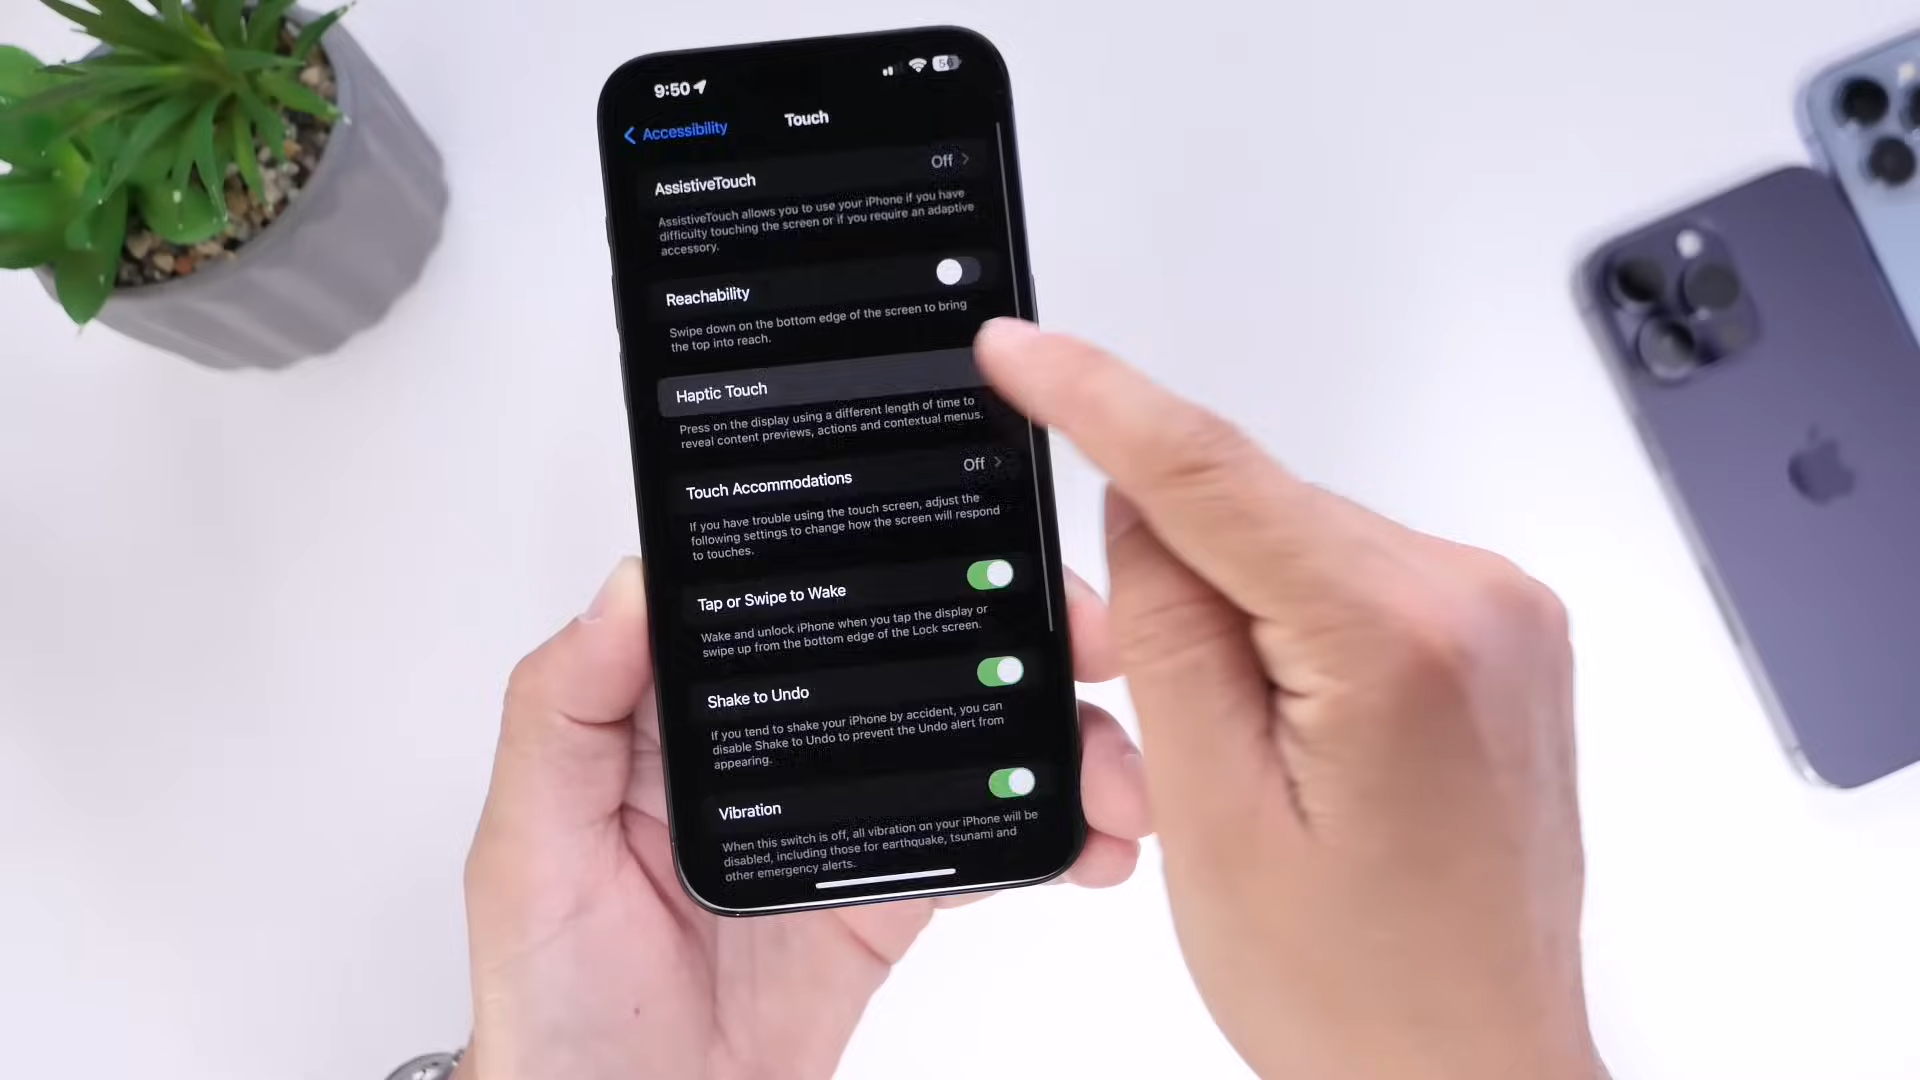 9:50
50
Accessibility
Touch
AssistiveTouch
Off
AssistiveTouch allows you to use your iPhone if you have
difficulty touching the screen or if you require an adaptive
accessory.
Reachability
Swipe down on the bottom edge of the screen to bring
the top into reach.
Haptic Touch
Press on the display using a different length of time to
reveal content previews, actions and contextual menus.
Touch Accommodations
Off
If you have trouble using the touch screen, adjust the
following settings to change how the screen will respond
to touches.
Tap or Swipe to Wake
Wake and unlock iPhone when you tap the display or
swipe up from the bottom edge of the Lock screen.
Shake to Undo
If you tend to shake your iPhone by accident, you can
disable Shake to Undo to prevent the Undo alert from
appearing.
Vibration
When this switch is off, all vibration on your iPhone will be
disabled, including those for earthquake, tsunami and
other emergency alerts.